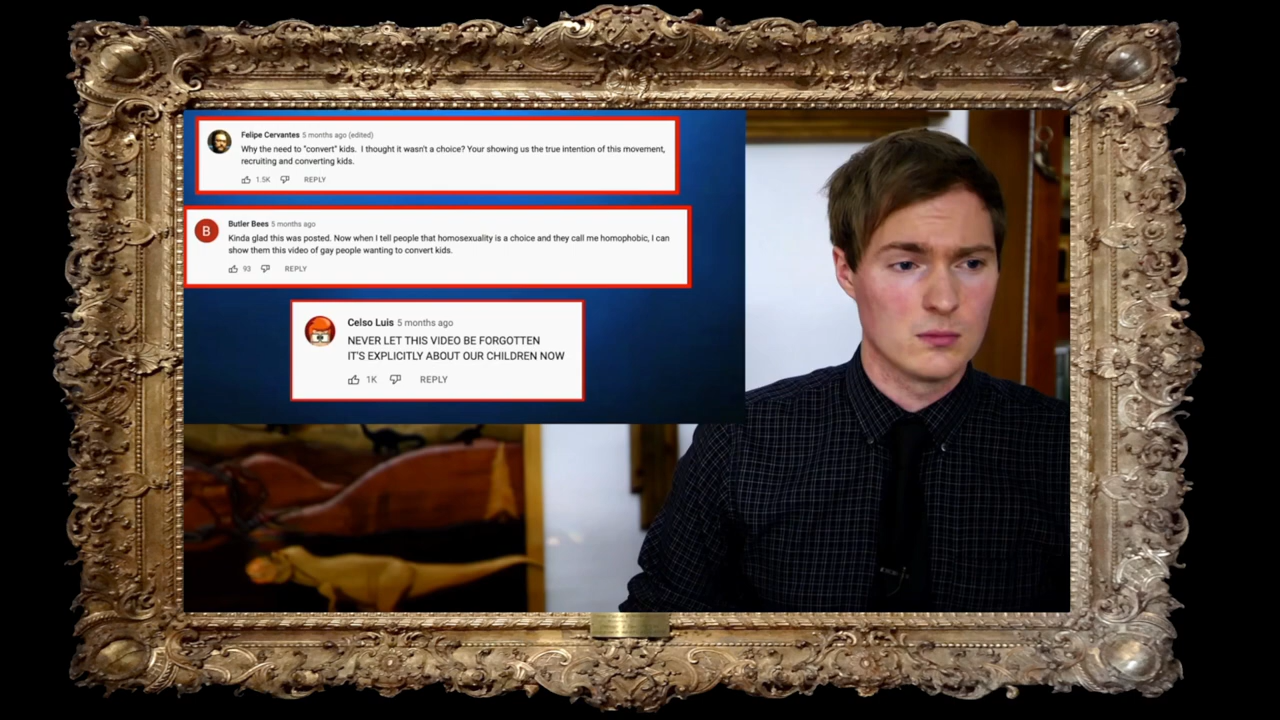 Felipe Cervantes 5 months ago (edited)
Why the need to "convert" kids. I thought it wasn't a choice? Your showing us the true intention of this movement,
recruiting and converting kids.
1.5K REPLY
B
Butler Bees 5 months ago
Kinda glad this was posted. Now when I tell people that homosexuality is a choice and they call me homophobic, I can
show them this video of gay people wanting to convert kids.
93 REPLY
Celso Luis 5 months ago
NEVER LET THIS VIDEO BE FORGOTTEN
IT'S EXPLICITLY ABOUT OUR CHILDREN NOW
1K REPLY